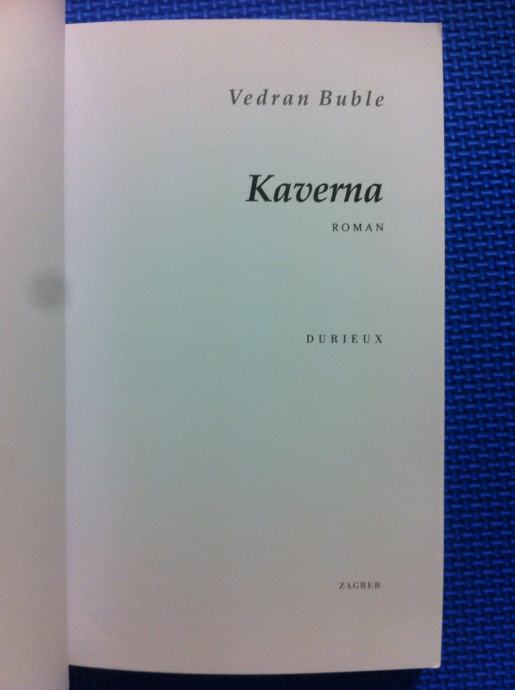 Vedran Buble
Kaverna
ROMAN
DURIEUX
ZAGREB